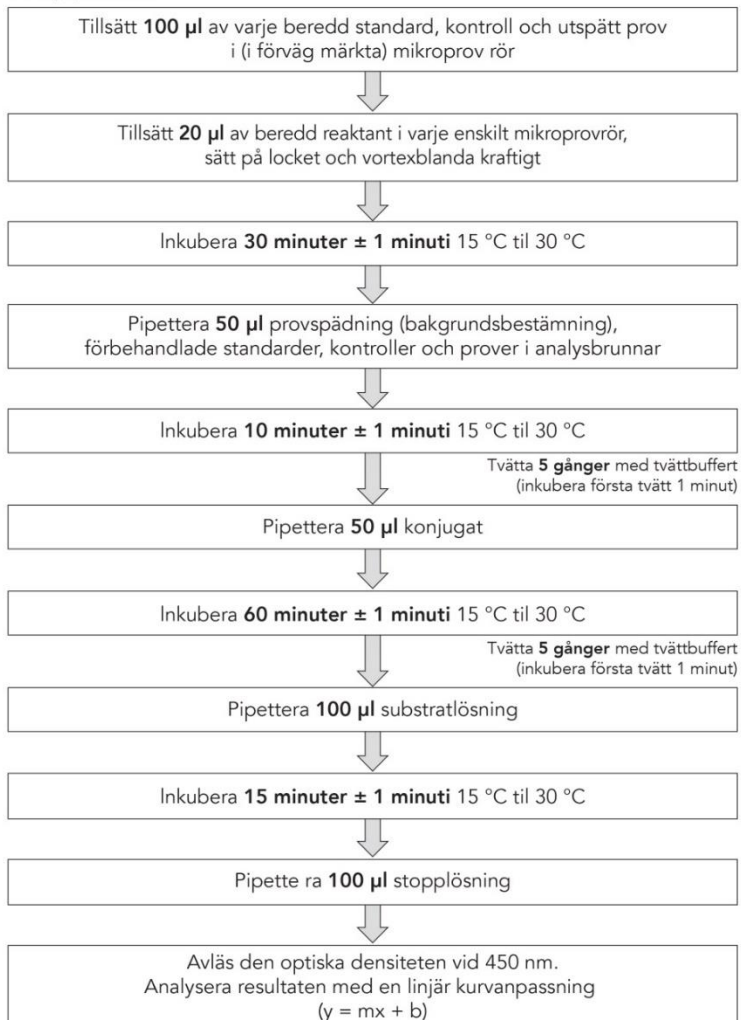 Tillsätt 100 µl av varje beredd standard, kontroll och utspätt prov
i (i förväg märkta) mikroprov rör
Tillsätt 20 µl av beredd reaktant i varje enskilt mikroprovrör,
sätt på locket och vortexblanda kraftigt
Inkubera 30 minuter ± 1 minuti 15 °C til 30 °C
Pipettera 50 µl provspädning (bakgrundsbestämning),
förbehandlade standarder, kontroller och prover i analysbrunnar
Inkubera 10 minuter ± 1 minuti 15 °C til 30 °C
Tvätta 5 gånger med tvättbuffert
(inkubera första tvätt 1 minut)
Pipettera 50 µl konjugat
Inkubera 60 minuter ± 1 minuti 15 °C til 30 °C
Tvätta 5 gånger med tvättbuffert
(inkubera första tvätt 1 minut)
Pipettera 100 µl substratlösning
Inkubera 15 minuter ± 1 minuti 15 °C til 30 °C
Pipette ra 100 µl stopplösning
Avläs den optiska densiteten vid 450 nm.
Analysera resultaten med en linjär kurvanpassning
(y = mx + b)